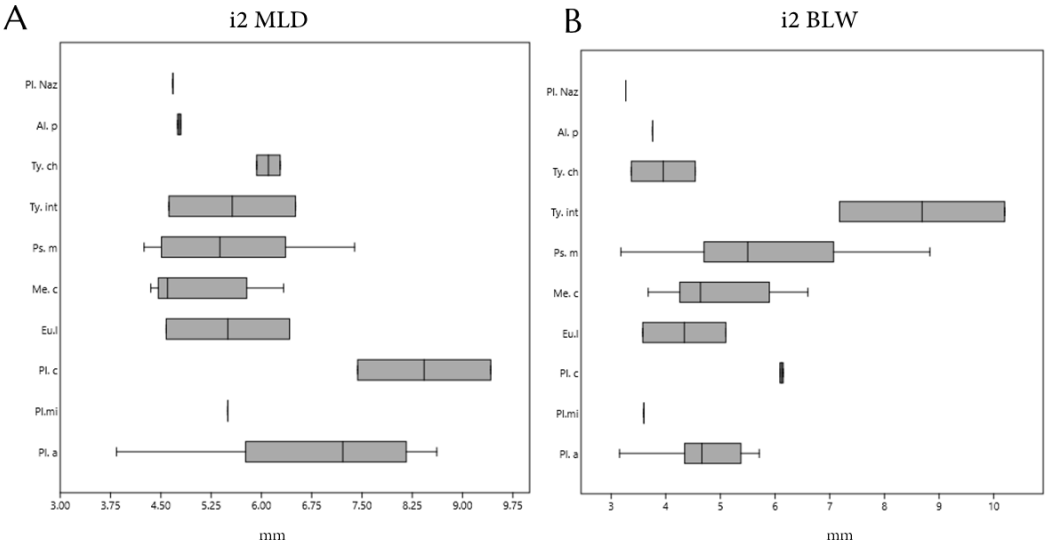 A
i2 MLD
Pl. Naz
Al. p
Ty. ch
Ty. int
Ps. m
Me. c
Eu.l
Pl. c
Pl.mi
Pl. a
3.00 3.75 4.50 5.25 6.00 6.75 7.50 8.25 9.00 9.75
mm
B
i2 BLW
Pl. Naz
Al. p
Ty. ch
Ty. int
Ps. m
Me. c
Eu.l
Pl. c
Pl.mi
Pl. a
3 4 5 6 7 8 9 10
mm